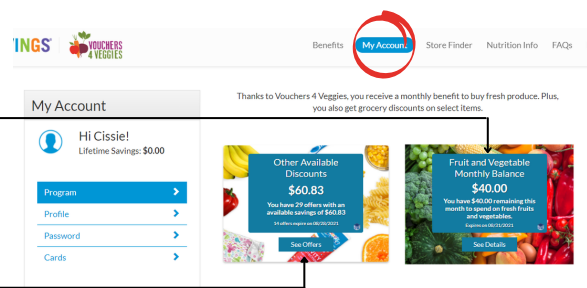 INGS
VOUCHERS
4 VEGGIES
Benefits My Account Store Finder Nutrition Info FAQs
My Account
Thanks to Vouchers 4 Veggies, you receive a monthly benefit to buy fresh produce. Plus,
you also get grocery discounts on select items.
Hi Cissie!
Lifetime Savings: $0.00
Program
Profile
Password
Cards
Other Available
Discounts
$60.83
You have 29 offers with an
available savings of $60.83
14 offers expire on 08/28/2021
See Offers
Fruit and Vegetable
Monthly Balance
$40.00
You have $40.00 remaining this
month to spend on fresh fruits
and vegetables.
Expires on 08/31/2021
See Details